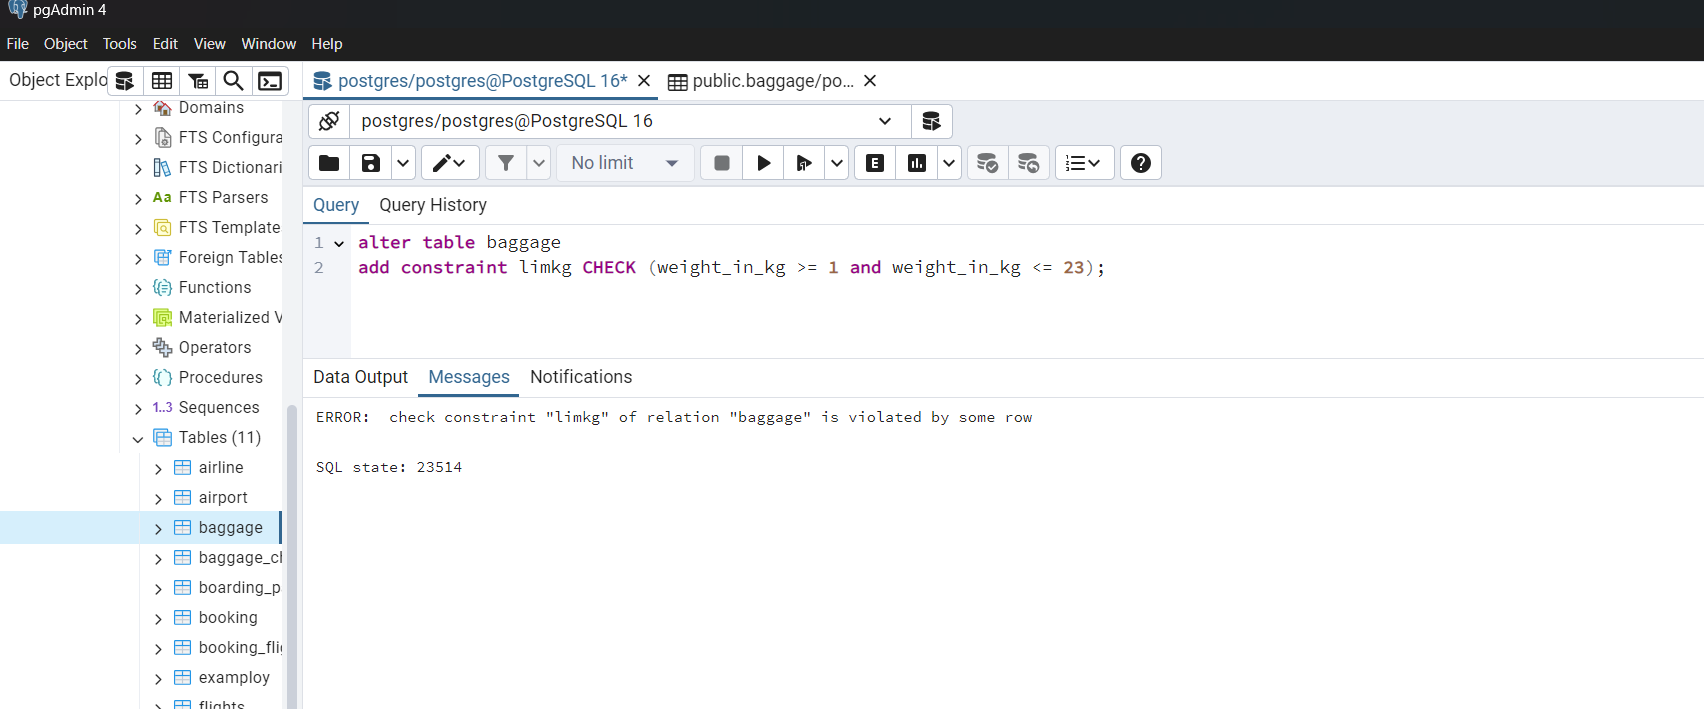 pgAdmin 4
File Object Tools Edit View Window Help
Object Explo
postgres/postgres@PostgreSQL 16*
public.baggage/po...
postgres/postgres@PostgreSQL 16
No limit
E
Query Query History
1 alter table baggage
2 add constraint limkg CHECK (weight_in_kg >= 1 and weight_in_kg <= 23);
Data Output Messages Notifications
ERROR: check constraint "limkg" of relation "baggage" is violated by some row
SQL state: 23514
Domains
FTS Configura
FTS Dictionari
Aa FTS Parsers
FTS Template
Foreign Tables
Functions
Materialized V
Operators
Procedures
1..3 Sequences
Tables (11)
airline
airport
baggage
baggage_ch
boarding_p
booking
booking_fli
examploy
flights